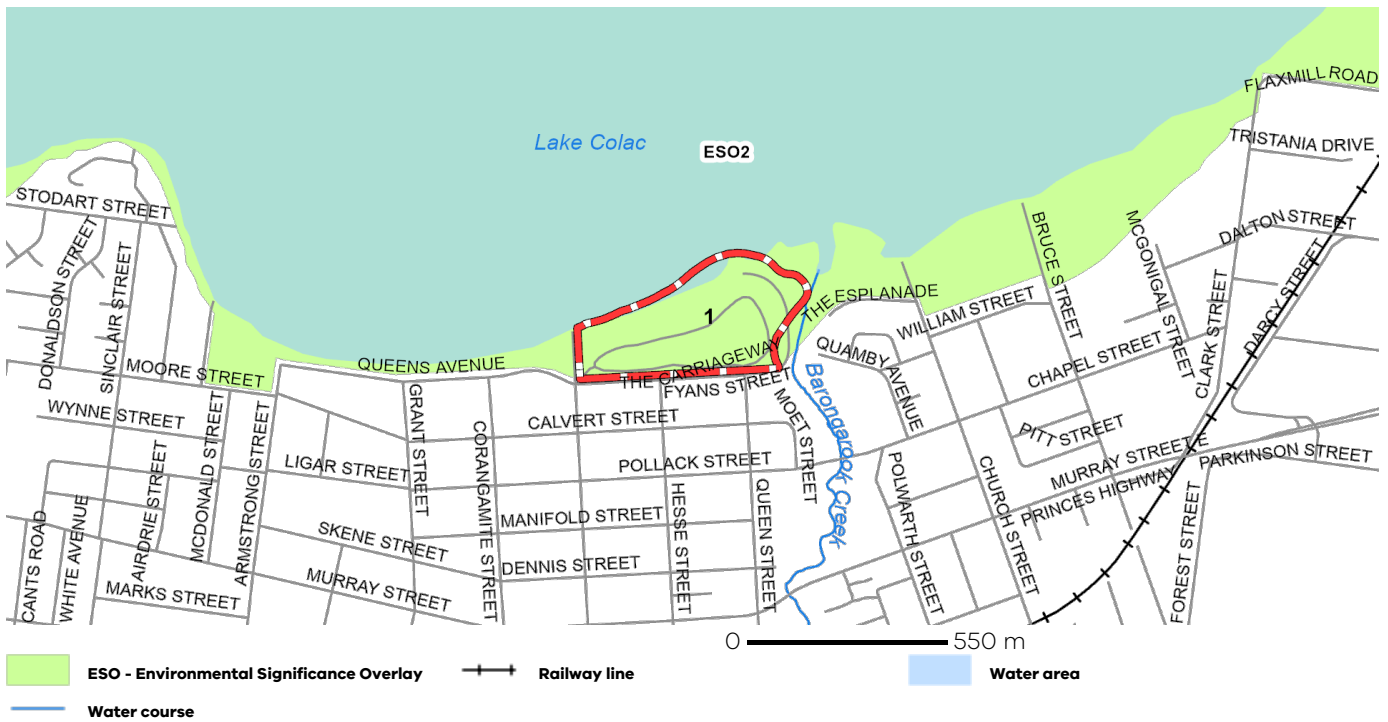 FLAXMILL ROAD
TRISTANIA DRIVE
Lake Colac
ESO2
STODART STREET
DONALDSON STREET
SINCLAIR STREET
BRUCE STREET
MCGONIGAL STREET
DALTON STREET
DARCY STREET
CLARK STREET
THE ESPLANADE
WILLIAM STREET
1
QUEENS AVENUE
MOORE STREET
THE CARRIAGEWAY
FYANS STREET
QUAMBY AVENUE
CHAPEL STREET
WYNNE STREET
MCDONALD STREET
ARMSTRONG STREET
GRANT STREET
CORANGAMITE STREET
CALVERT STREET
MOET STREET
Barongarook Creek
PITT STREET
LIGAR STREET
POLLACK STREET
MURRAY STREET E
PARKINSON STREET
PRINCES HIGHWAY
AIRDRIE STREET
HESSE STREET
QUEEN STREET
POLWARTH STREET
CHURCH STREET
MANIFOLD STREET
SKENE STREET
DENNIS STREET
CANTS ROAD
WHITE AVENUE
MARKS STREET
MURRAY STREET
FOREST STREET
0 550 m
ESO - Environmental Significance Overlay
Railway line
Water area
Water course